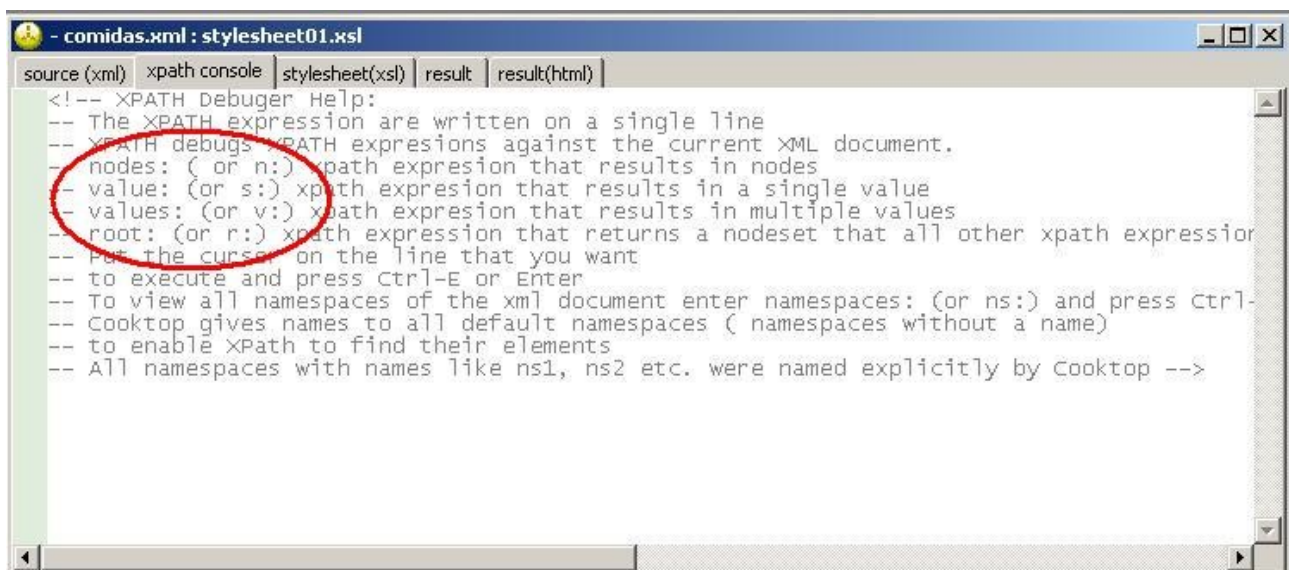 - comidas.xml : stylesheet01.xsl
source (xml) xpath console stylesheet(xsl) result result(html)
<!-- XPATH Debuger Help:
-- The XPATH expression are written on a single line
-- XPATH debugs XPATH expresions against the current XML document.
-- nodes: ( or n:) xpath expresion that results in nodes
-- value: (or s:) xpath expresion that results in a single value
-- values: (or v:) xpath expresion that results in multiple values
-- root: (or r:) xpath expression that returns a nodeset that all other xpath expression
-- Put the cursor on the line that you want
-- to execute and press Ctrl-E or Enter
-- To view all namespaces of the xml document enter namespaces: (or ns:) and press Ctrl-
-- Cooktop gives names to all default namespaces ( namespaces without a name)
-- to enable XPath to find their elements
-- All namespaces with names like ns1, ns2 etc. were named explicitly by Cooktop -->